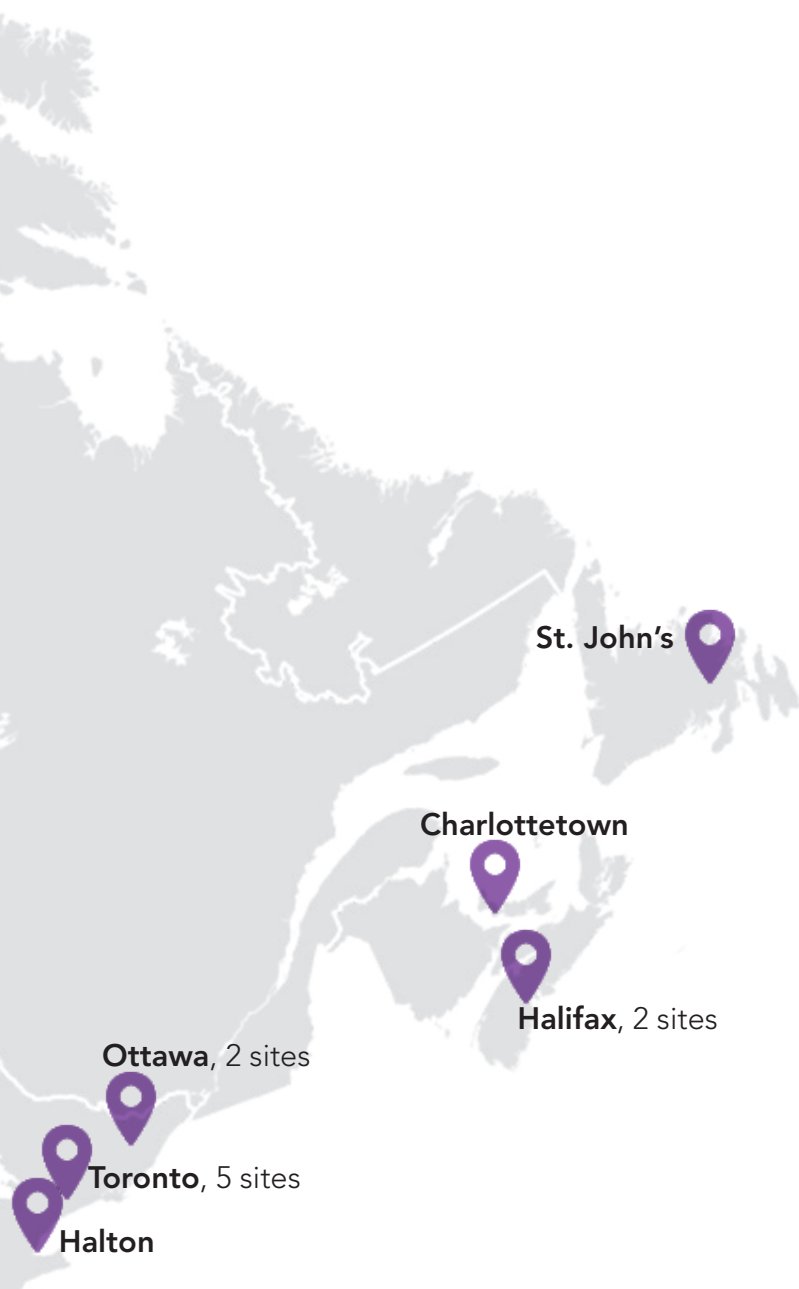 St. John’s
Charlottetown
Halifax, 2 sites
Ottawa, 2 sites
Toronto, 5 sites
Halton